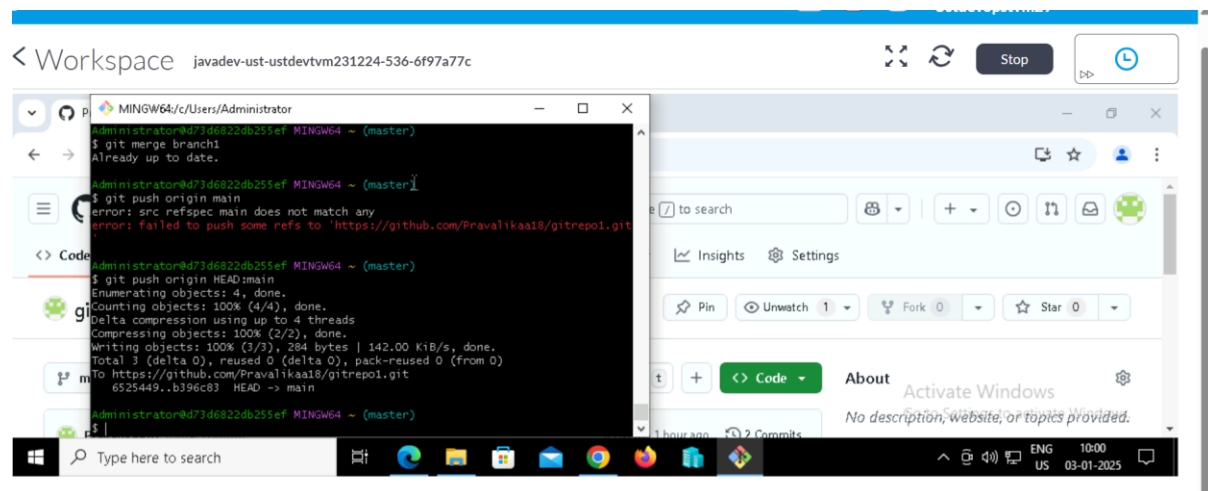 Workspace javadev-ust-ustdevtvm231224-536-6f97a77c
Stop
MINGW64:/c/Users/Administrator
Administrator@d73d6822db255ef MINGW64 ~ (master)
$ git merge branch1
Already up to date.
Administrator@d73d6822db255ef MINGW64 ~ (master)
$ git push origin main
error: src refspec main does not match any
error: failed to push some refs to 'https://github.com/Pravalikaa18/gitrepo1.git
'
Administrator@d73d6822db255ef MINGW64 ~ (master)
$ git push origin HEAD:main
Enumerating objects: 4, done.
Counting objects: 100% (4/4), done.
Delta compression using up to 4 threads
Compressing objects: 100% (2/2), done.
Writing objects: 100% (3/3), 284 bytes | 142.00 KiB/s, done.
Total 3 (delta 0), reused 0 (delta 0), pack-reused 0 (from 0)
To https://github.com/Pravalikaa18/gitrepo1.git
6525449..b396c83 HEAD -> main
Administrator@d73d6822db255ef MINGW64 ~ (master)
$
/ to search
<> Code
Insights Settings
Pin Unwatch 1 Fork 0 Star 0
<> Code
About
Activate Windows
Go to Settings to activate Windows.
No description, website, or topics provided.
1 hour ago 2 Commits
Type here to search
ENG
US
10:00
03-01-2025